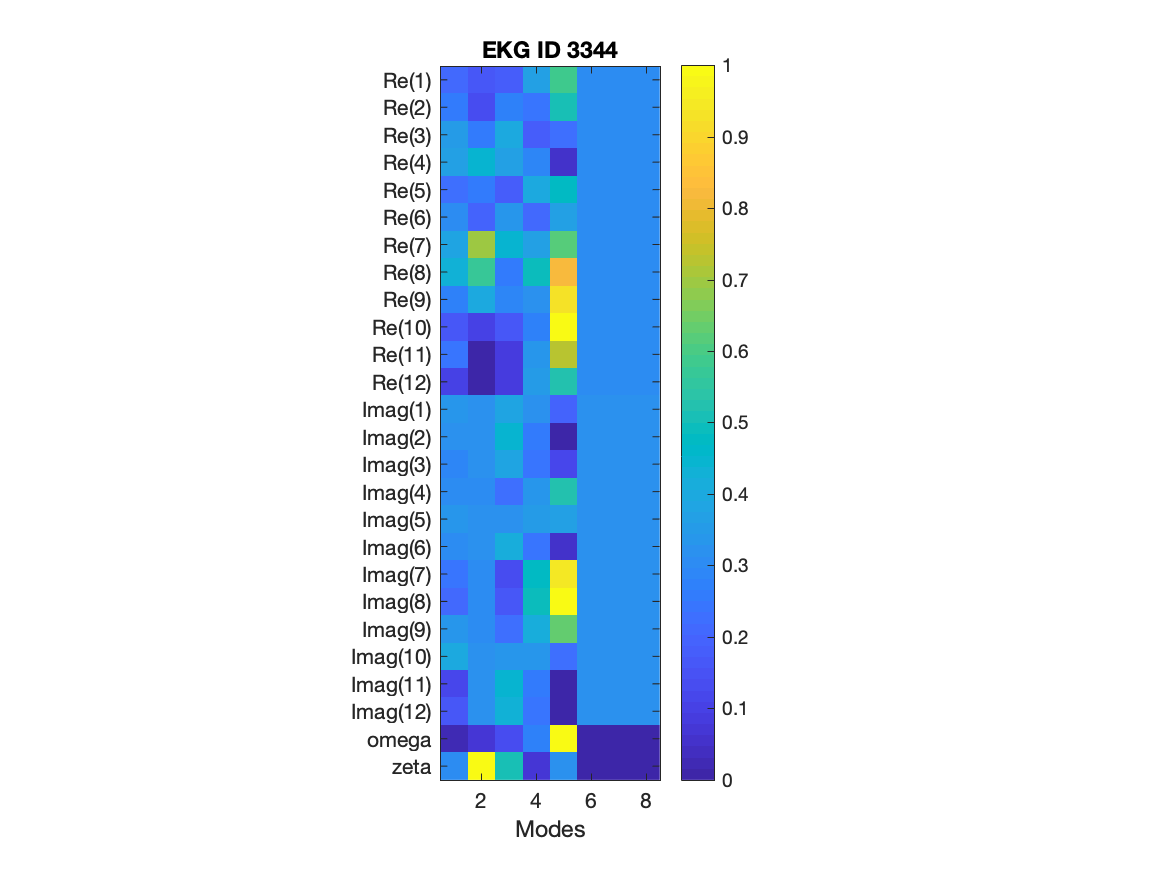 EKG ID 3344
Re(1)
Re(2)
Re(3)
Re(4)
Re(5)
Re(6)
Re(7)
Re(8)
Re(9)
Re(10)
Re(11)
Re(12)
Imag(1)
Imag(2)
Imag(3)
Imag(4)
Imag(5)
Imag(6)
Imag(7)
Imag(8)
Imag(9)
Imag(10)
Imag(11)
Imag(12)
omega
zeta
2 4 6 8
Modes
1
0.9
0.8
0.7
0.6
0.5
0.4
0.3
0.2
0.1
0